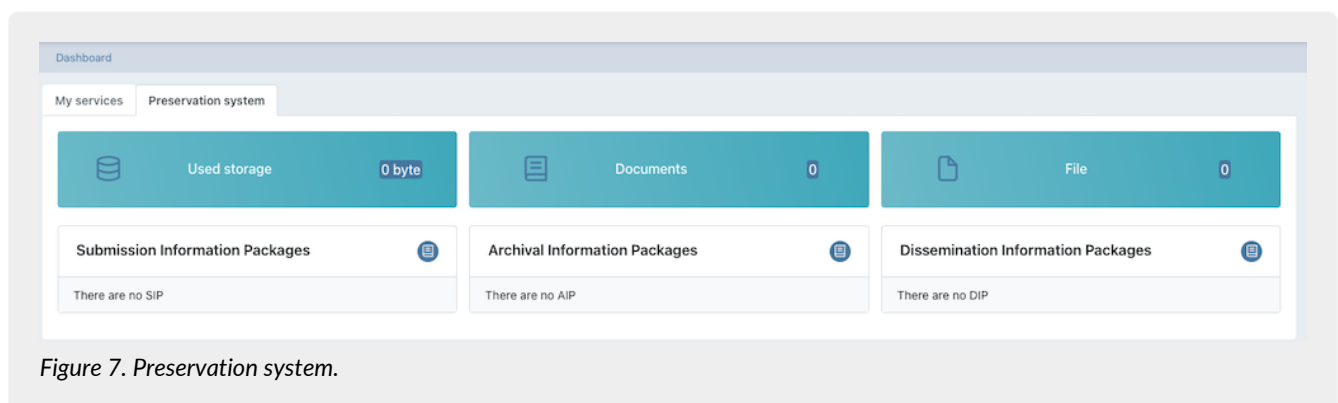 Dashboard
My services Preservation system
Used storage 0 byte Documents 0 File 0
Submission Information Packages Archival Information Packages Dissemination Information Packages
There are no SIP There are no AIP There are no DIP
Figure 7. Preservation system.